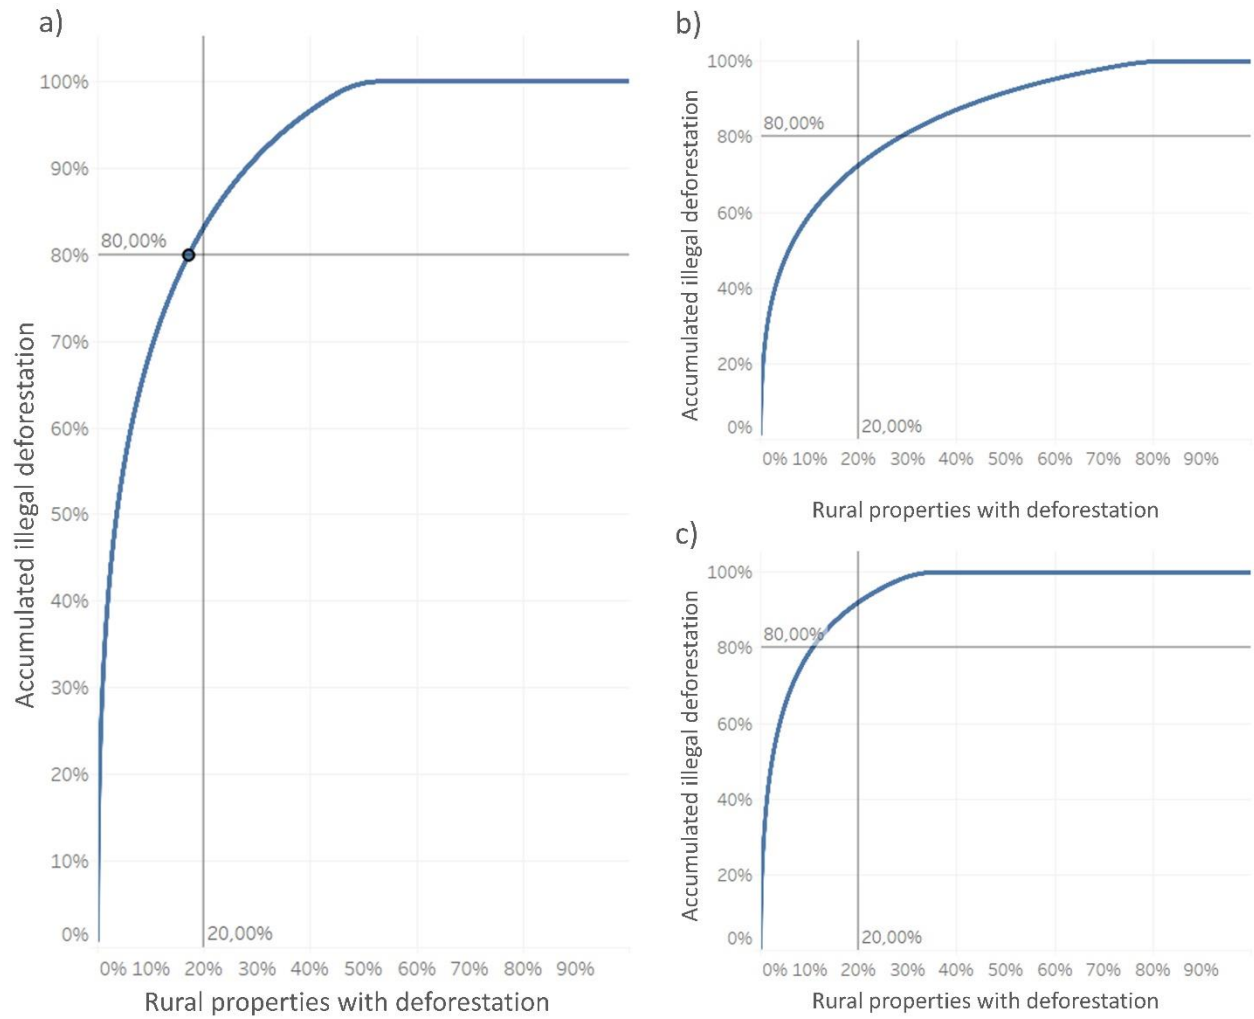 a)
100%
90%
80,00%
80%
70%
60%
50%
40%
30%
20%
10%
0%
20,00%
0% 10% 20% 30% 40% 50% 60% 70% 80% 90%
Accumulated illegal deforestation
Rural properties with deforestation
b)
100%
80,00%
80%
60%
40%
20%
0%
20,00%
0% 10% 20% 30% 40% 50% 60% 70% 80% 90%
Accumulated illegal deforestation
Rural properties with deforestation
c)
100%
80,00%
80%
60%
40%
20%
0%
20,00%
0% 10% 20% 30% 40% 50% 60% 70% 80% 90%
Accumulated illegal deforestation
Rural properties with deforestation